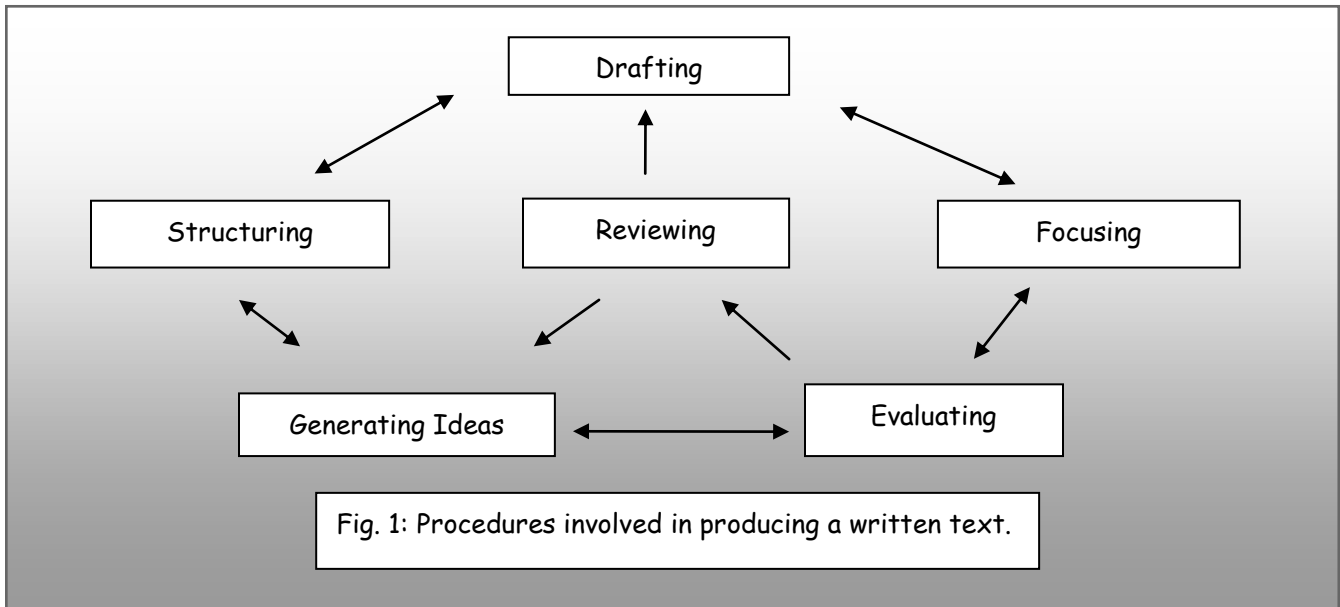 Drafting
Structuring
Reviewing
Focusing
Generating Ideas
Evaluating
Fig. 1: Procedures involved in producing a written text.